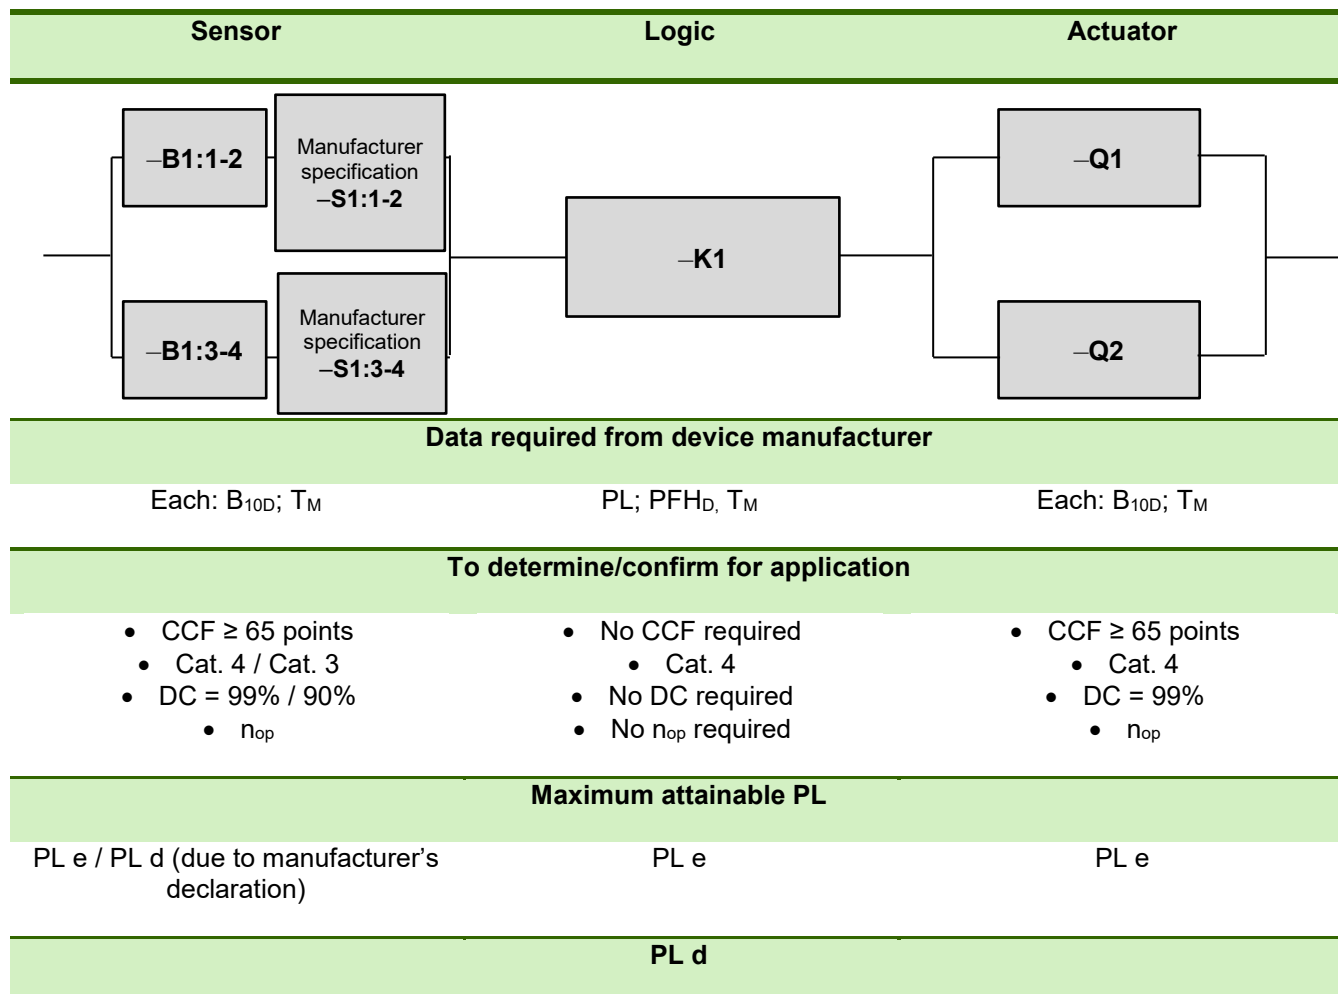 Sensor Logic Actuator
–B1:1-2
Manufacturer
specification
–S1:1-2
–B1:3-4
Manufacturer
specification
–S1:3-4
–K1
–Q1
–Q2
Data required from device manufacturer
Each: B10D; TM PL; PFHD, TM Each: B10D; TM
To determine/confirm for application
• CCF ≥ 65 points
• Cat. 4 / Cat. 3
• DC = 99% / 90%
• nop
• No CCF required
• Cat. 4
• No DC required
• No nop required
• CCF ≥ 65 points
• Cat. 4
• DC = 99%
• nop
Maximum attainable PL
PL e / PL d (due to manufacturer’s
declaration)
PL e
PL e
PL d